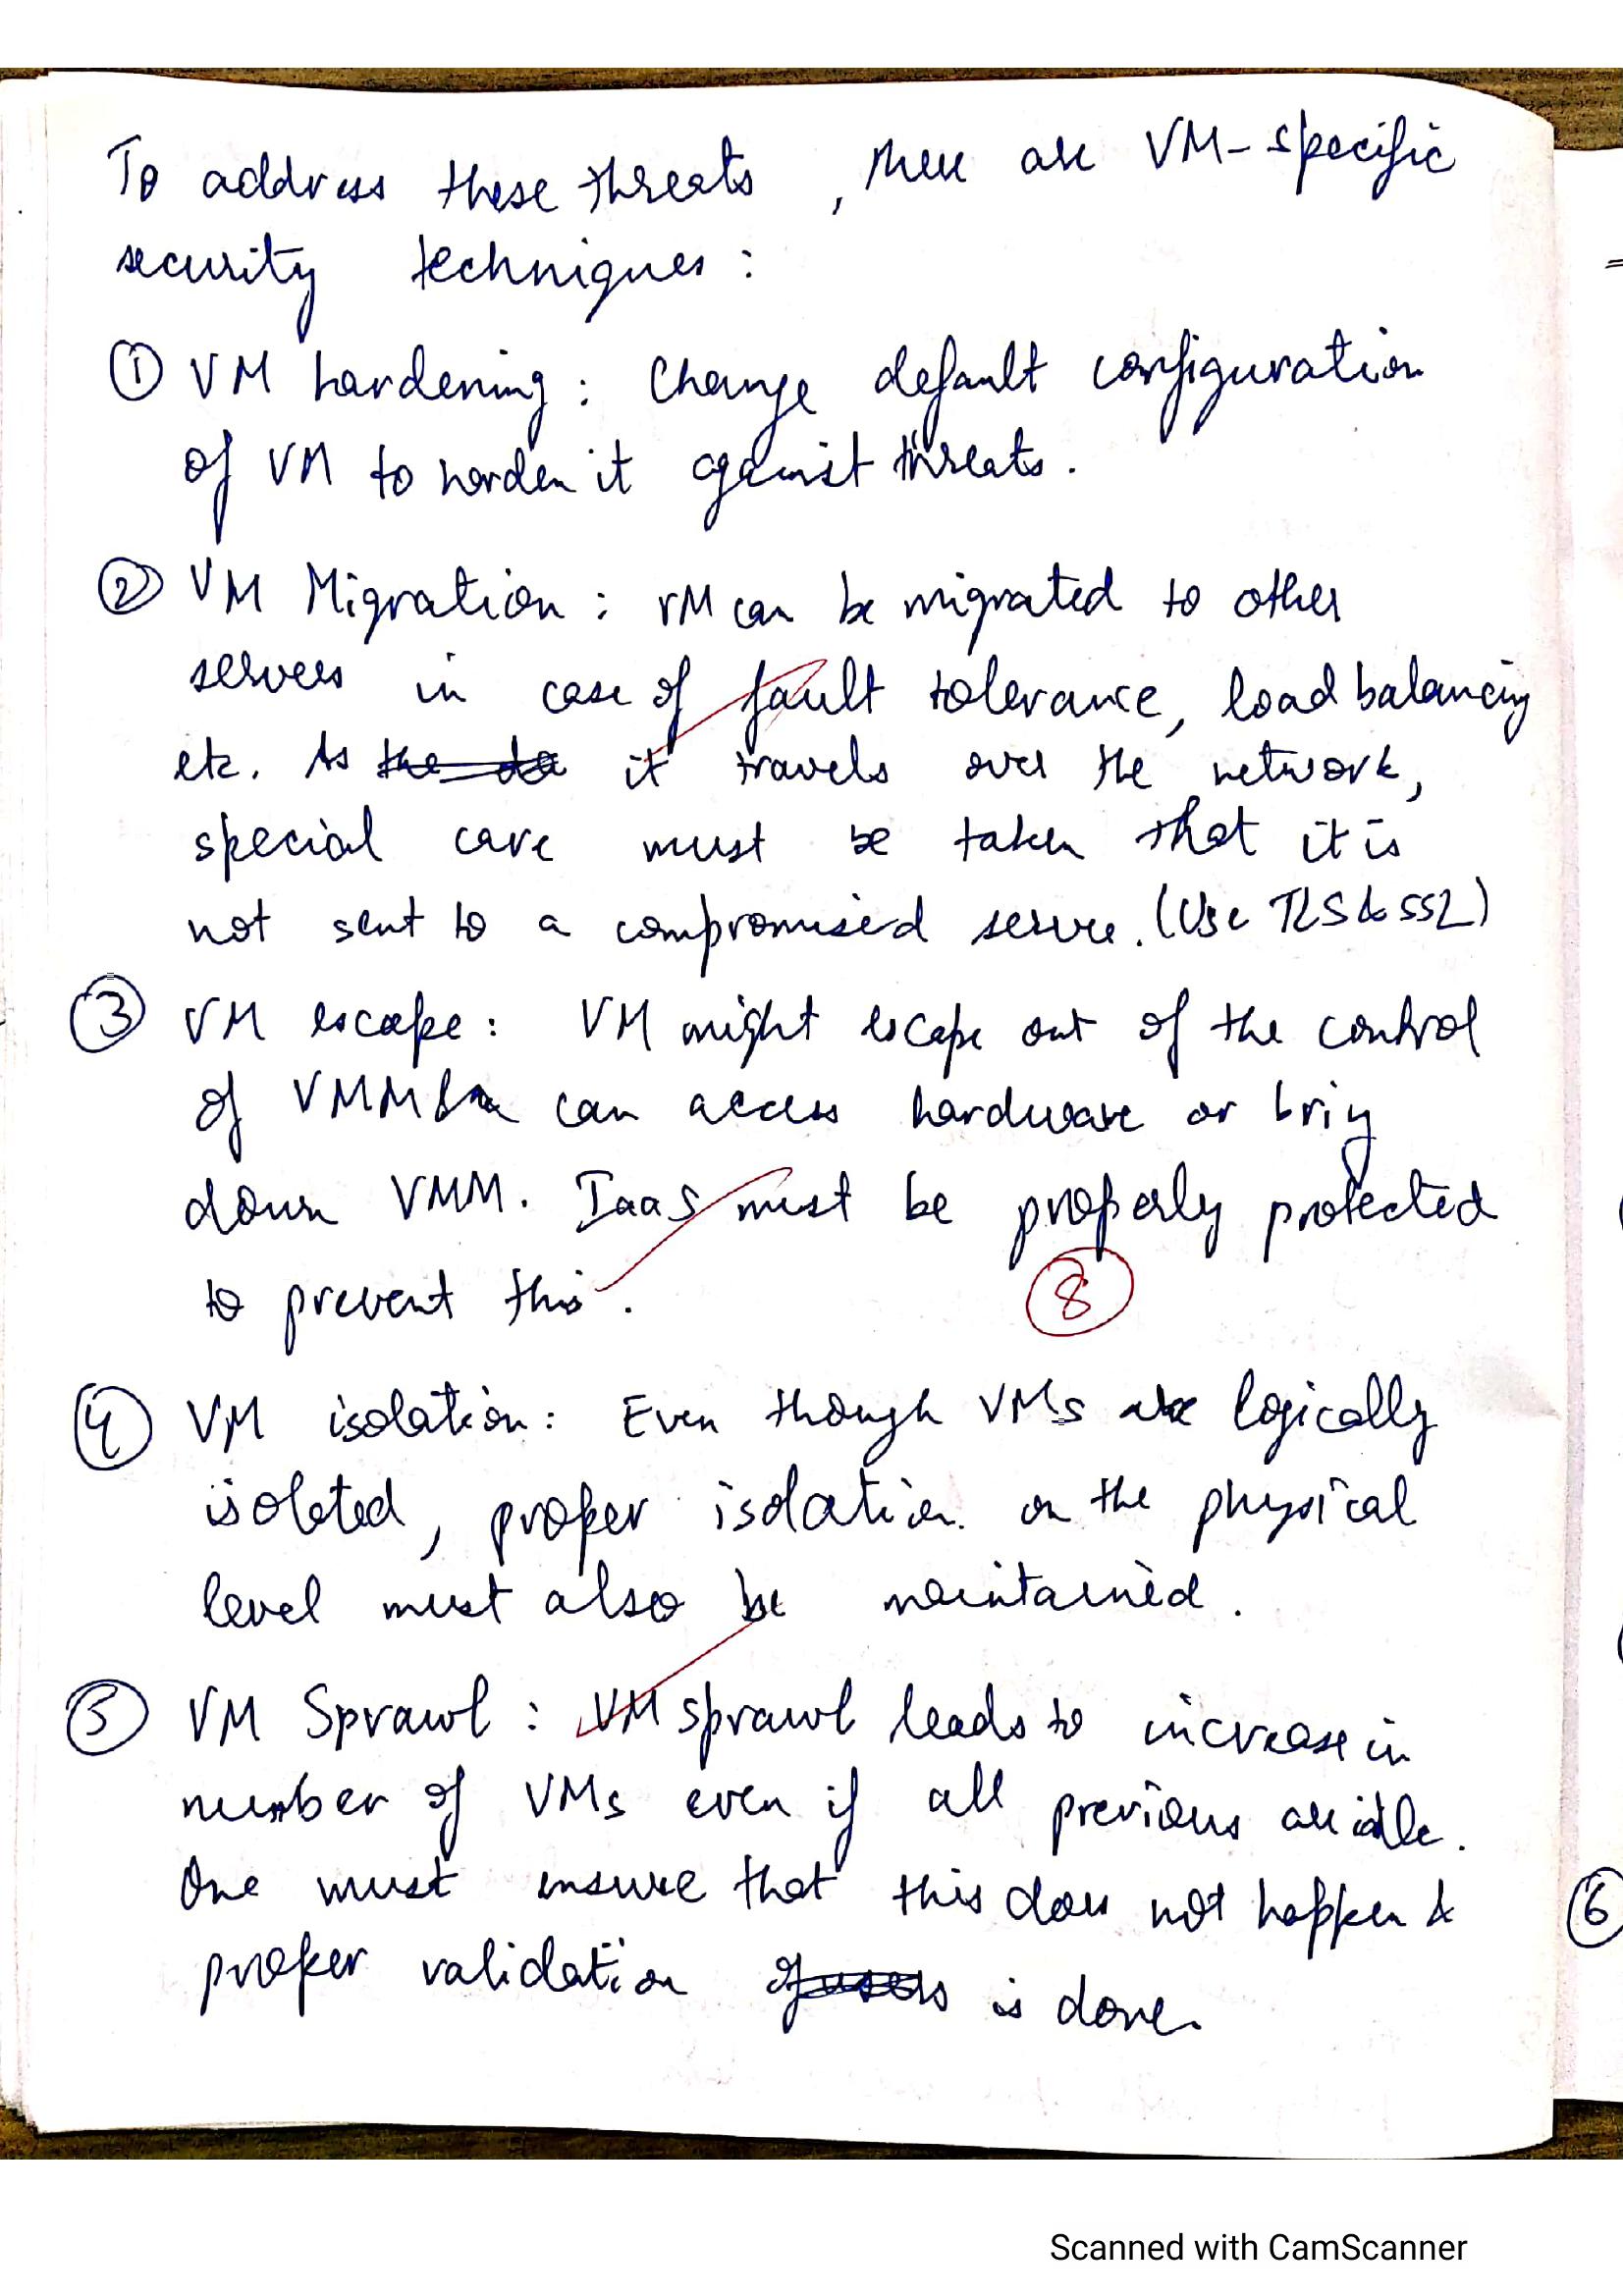 To address these threats, there are VM-specific
security techniques :
① VM hardening : Change default configuration
of VM to harden it against threats.
② VM Migration : VM can be migrated to other
servers in case of fault tolerance, load balancing
etc. As the da it travels over the network,
special care must be taken that it is
not sent to a compromised server. (Use TLS & SSL)
③ VM escape : VM might escape out of the control
of VMM & can access hardware or bring
down VMM. IaaS must be properly protected
to prevent this.
8
④ VM isolation : Even though VMs are logically
isolated, proper isolation on the physical
level must also be maintained.
⑤ VM Sprawl : VM sprawl leads to increase in
number of VMs even if all previous are idle.
One must ensure that this does not happen &
⑥
proper validation of users is done.
Scanned with CamScanner